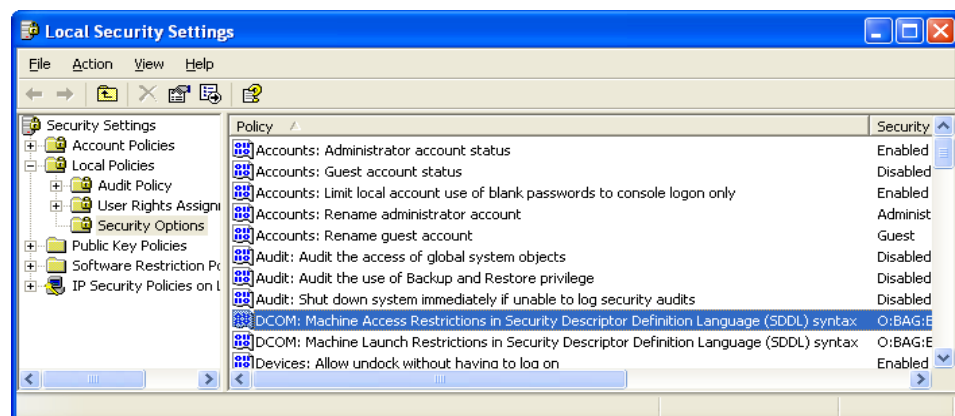 Local Security Settings
File Action View Help
Security Settings
Account Policies
Local Policies
Audit Policy
User Rights Assignm
Security Options
Public Key Policies
Software Restriction Po
IP Security Policies on L
Policy Security
Accounts: Administrator account status Enabled
Accounts: Guest account status Disabled
Accounts: Limit local account use of blank passwords to console logon only Enabled
Accounts: Rename administrator account Administ
Accounts: Rename guest account Guest
Audit: Audit the access of global system objects Disabled
Audit: Audit the use of Backup and Restore privilege Disabled
Audit: Shut down system immediately if unable to log security audits Disabled
DCOM: Machine Access Restrictions in Security Descriptor Definition Language (SDDL) syntax O:BAG:E
DCOM: Machine Launch Restrictions in Security Descriptor Definition Language (SDDL) syntax O:BAG:E
Devices: Allow undock without having to log on Enabled